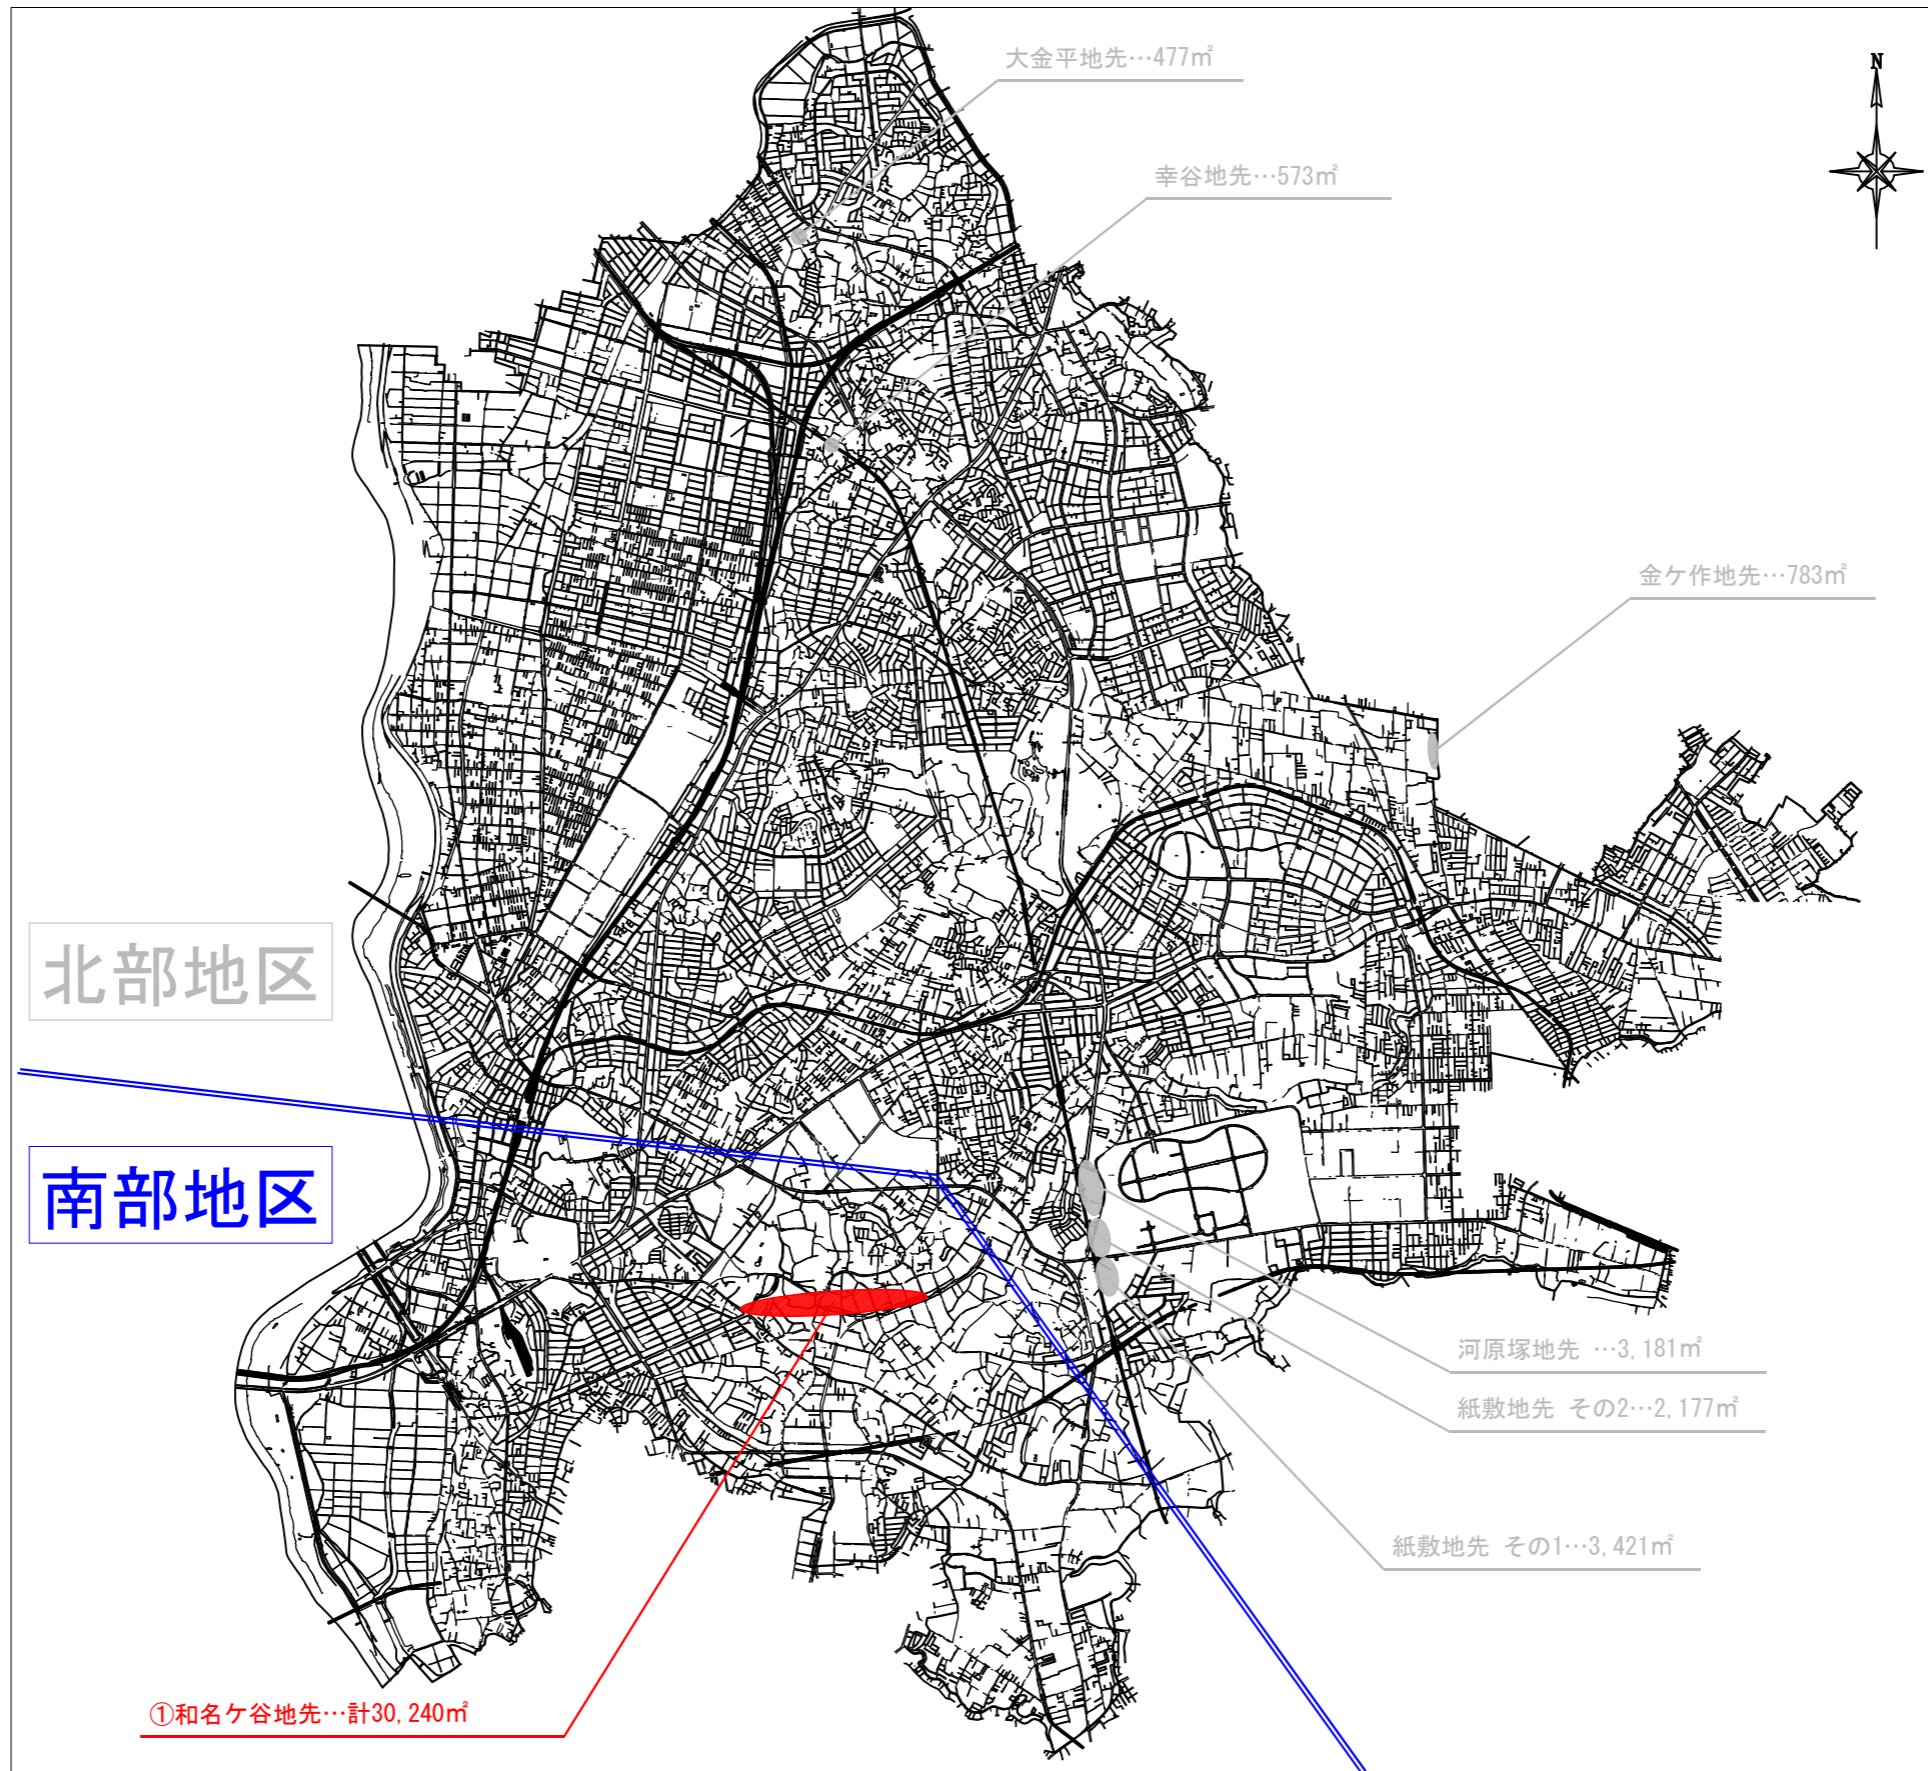 大金平地先…477㎡
N
幸谷地先…573㎡
金ケ作地先…783㎡
北部地区
南部地区
河原塚地先 …3,181㎡
紙敷地先 その2…2,177㎡
紙敷地先 その1…3,421㎡
①和名ケ谷地先…計30,240㎡